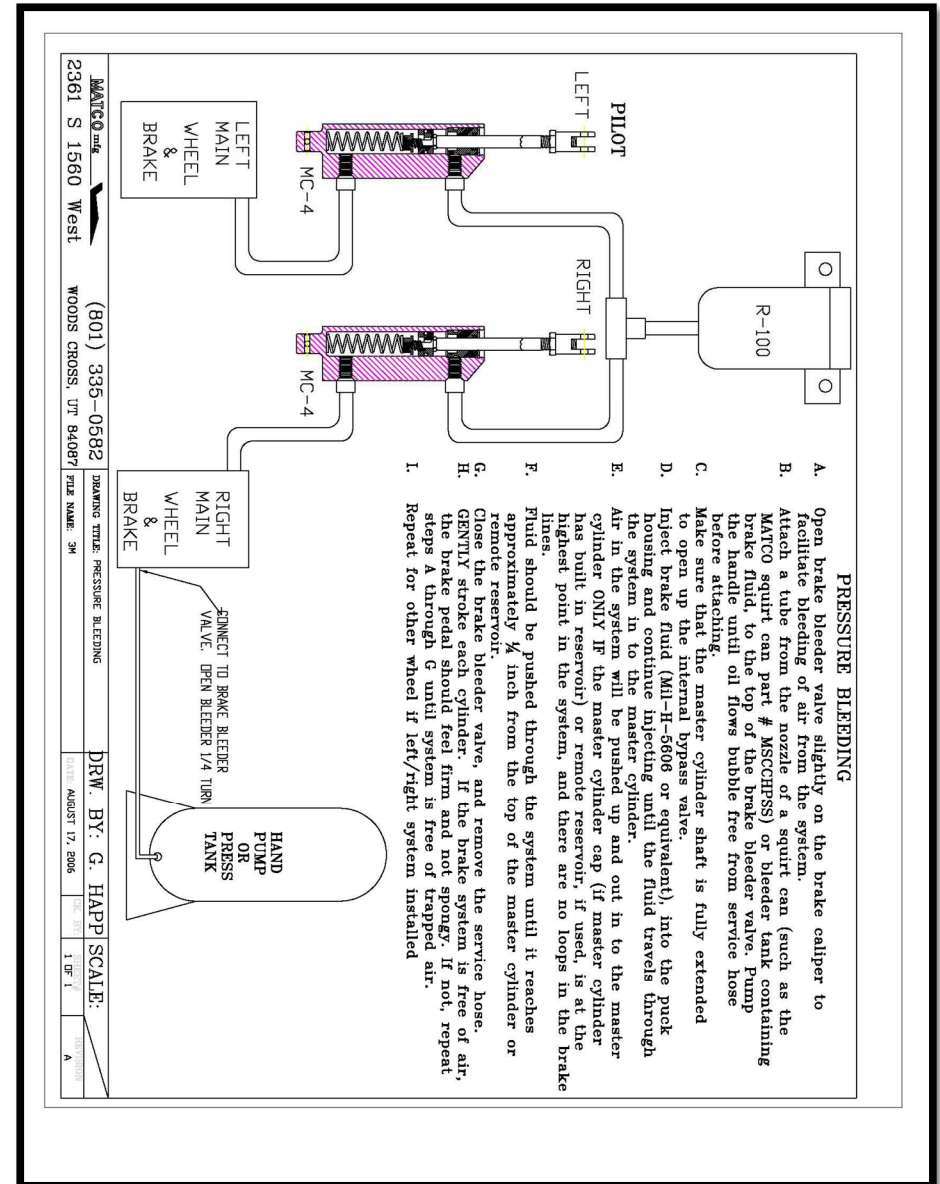 PRESSURE BLEEDING
A. Open brake bleeder valve slightly on the brake caliper to
facilitate bleeding of air from the system.
B. Attach a tube from the nozzle of a squirt can (such as the
MATCO squirt can part # MSCCHPSS) or bleeder tank containing
brake fluid, to the top of the brake bleeder valve. Pump
the handle until oil flows bubble free from service hose
before attaching.
C. Make sure that the master cylinder shaft is fully extended
to open up the internal bypass valve.
D. Inject brake fluid (Mil-H-5606 or equivalent), into the puck
housing and continue injecting until the fluid travels through
the system in to the master cylinder.
E. Air in the system will be pushed up and out in to the master
cylinder ONLY IF the master cylinder cap (if master cylinder
has built in reservoir) or remote reservoir, if used, is at the
highest point in the system, and there are no loops in the brake
lines.
F. Fluid should be pushed through the system until it reaches
approximately ¼ inch from the top of the master cylinder or
remote reservoir.
G. Close the brake bleeder valve, and remove the service hose.
H. GENTLY stroke each cylinder. If the brake system is free of air,
the brake pedal should feel firm and not spongy. If not, repeat
steps A through G until system is free of trapped air.
I. Repeat for other wheel if left/right system installed
R-100
PILOT
LEFT
RIGHT
MC-4
MC-4
LEFT
MAIN
WHEEL
&
BRAKE
RIGHT
MAIN
WHEEL
&
BRAKE
CONNECT TO BRAKE BLEEDER
VALVE. OPEN BLEEDER 1/4 TURN
HAND
PUMP
OR
PRESS
TANK
MATCO mfg
(801) 335-0582
2361 S 1560 West WOODS CROSS, UT 84087
DRAWING TITLE: PRESSURE BLEEDING
FILE NAME: 3M
DRW. BY: G. HAPP
SCALE:
DATE: AUGUST 17, 2006
CK. BY:
SHEET#
1 OF 1
REVISION
A